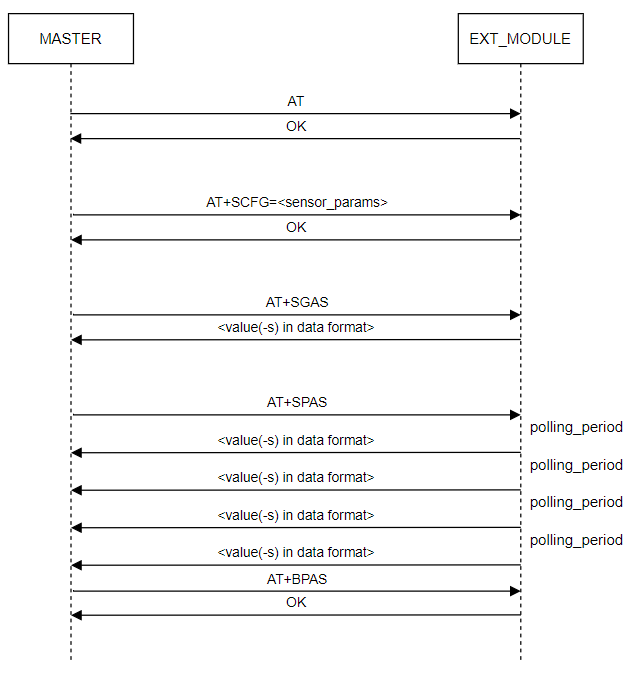 MASTER
EXT_MODULE
AT
OK
AT+SCFG=<sensor_params>
OK
AT+SGAS
<value(-s) in data format>
AT+SPAS
polling_period
<value(-s) in data format>
polling_period
<value(-s) in data format>
polling_period
<value(-s) in data format>
polling_period
<value(-s) in data format>
AT+BPAS
OK